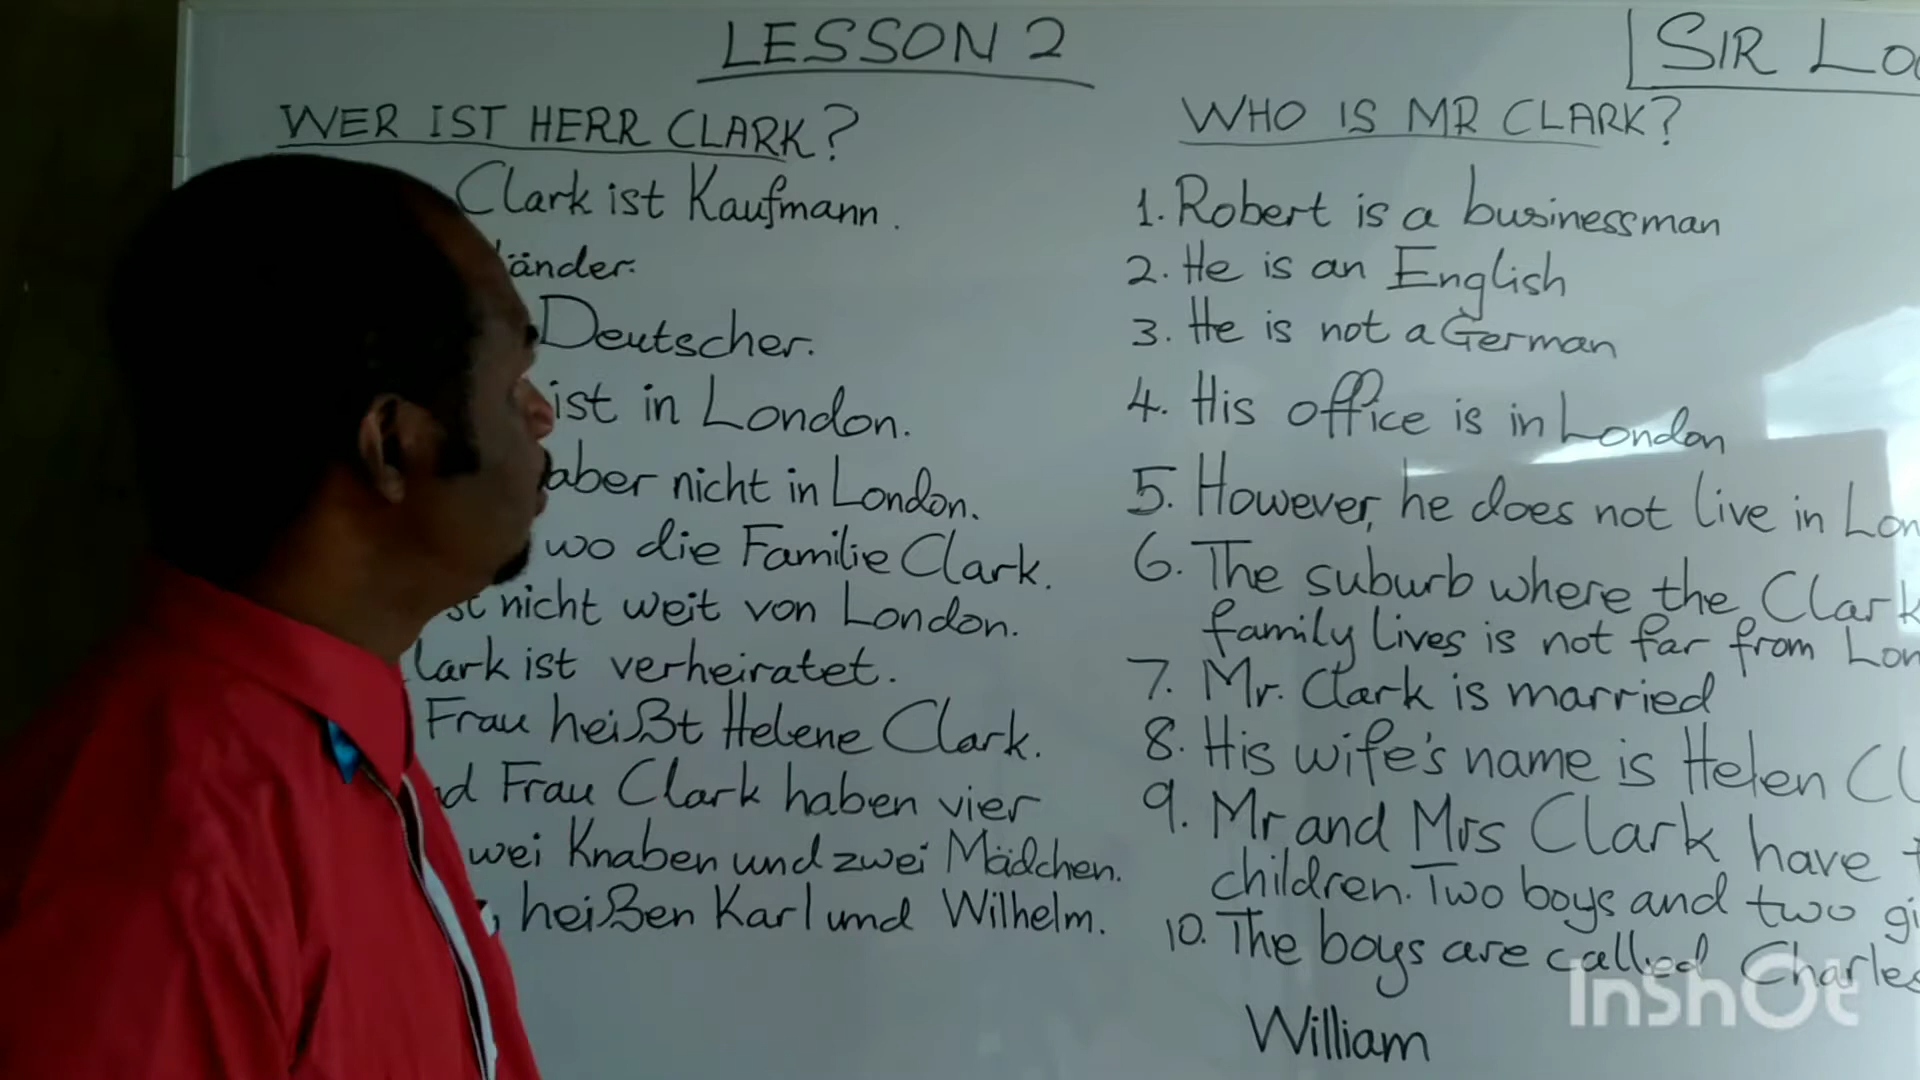 LESSON 2
SIR
WER IST HERR CLARK?
Clark ist Kaufmann.
änder.
Deutscher.
ist in London.
aber nicht in London.
wo die Familie Clark.
st nicht weit von London.
lark ist verheiratet.
Frau heißt Helene Clark.
d Frau Clark haben vier
wei Knaben und zwei Mädchen.
heißen Karl und Wilhelm.
WHO IS MR CLARK?
1. Robert is a businessman
2. He is an English
3. He is not a German
4. His office is in London
5. However, he does not live in Lon
6. The suburb where the Clark
family lives is not far from Lon
7. Mr. Clark is married
8. His wife's name is Helen Cl
9. Mr and Mrs Clark have
children. Two boys and two gi
10. The boys are called Charles
William
InShOt